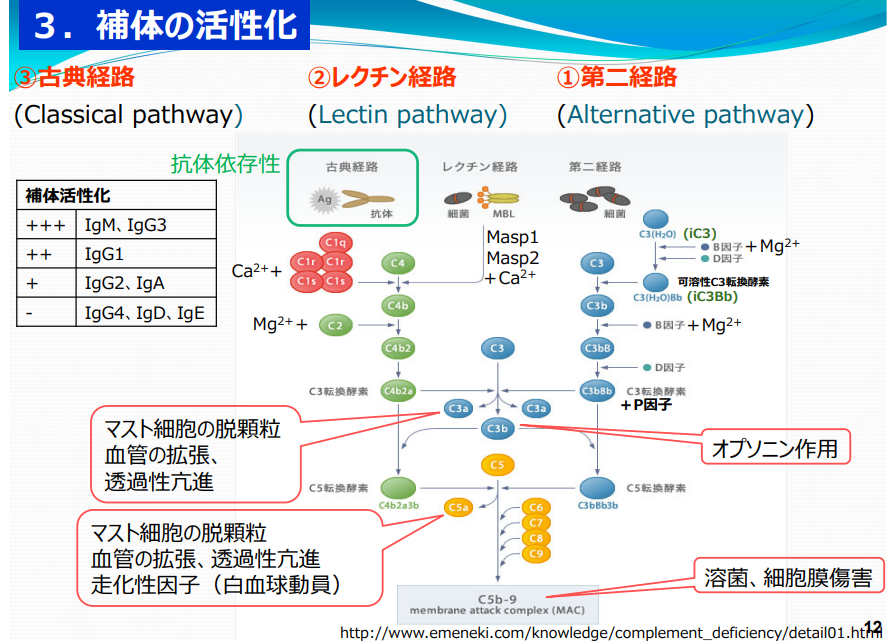 ３．補体の活性化
③古典経路
②レクチン経路
①第二経路
(Classical pathway)
(Lectin pathway)
(Alternative pathway)
抗体依存性
補体活性化
+++ IgM、IgG3
++ IgG1
+ IgG2、IgA
- IgG4、IgD、IgE
古典経路
Ag
抗体
レクチン経路
細菌
MBL
第二経路
細菌
Masp1
Masp2
+Ca²⁺
C3(H₂O) (iC3)
B因子+Mg²⁺
D因子
可溶性C3転換酵素
C3(H₂O)Bb (iC3Bb)
Ca²⁺+
C1q
C1r C1r
C1s C1s
C4
C3
C4b
C3b
Mg²⁺+
C2
B因子+Mg²⁺
C4b2
C3
C3bB
D因子
C3転換酵素
C4b2a
C3bBb
C3転換酵素
+P因子
C3a
C3a
C3b
マスト細胞の脱顆粒
血管の拡張、
透過性亢進
オプソニン作用
C5
C5転換酵素
C4b2a3b
C5転換酵素
C3bBb3b
C5a
C6
C7
C8
C9
マスト細胞の脱顆粒
血管の拡張、透過性亢進
走化性因子（白血球動員）
溶菌、細胞膜傷害
C5b-9
membrane attack complex (MAC)
12
http://www.emeneki.com/knowledge/complement_deficiency/detail01.html